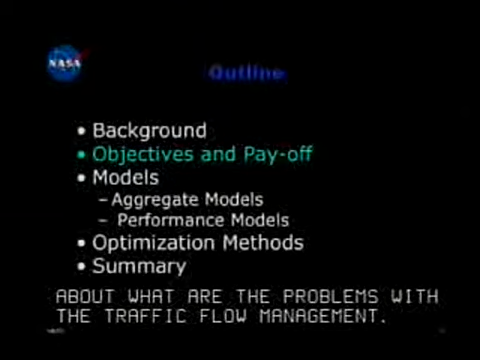 NASA
Outline
• Background
• Objectives and Pay-off
• Models
– Aggregate Models
– Performance Models
• Optimization Methods
• Summary
ABOUT WHAT ARE THE PROBLEMS WITH
THE TRAFFIC FLOW MANAGEMENT.